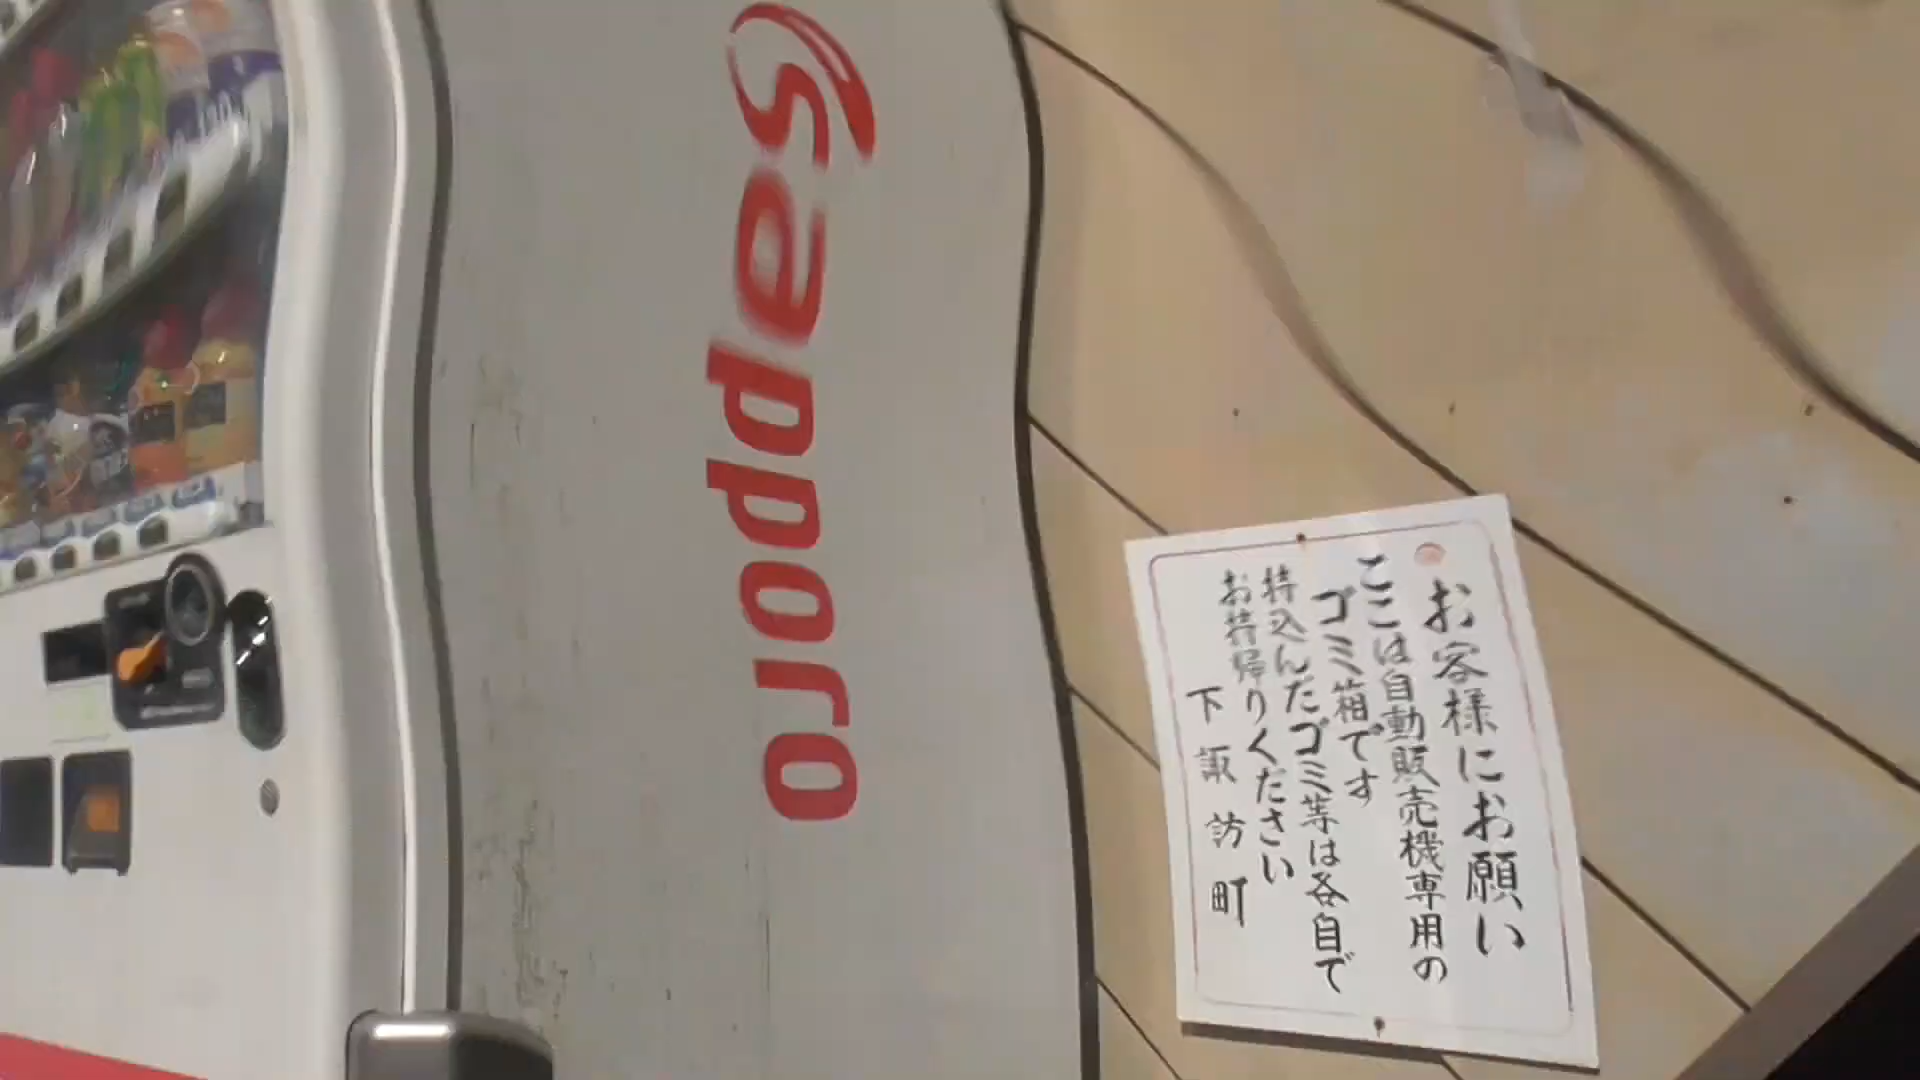 Sapporo
お客様にお願い
ここは自動販売機専用の
ゴミ箱です
持込んだゴミ等は各自で
お持帰りください
下諏訪町